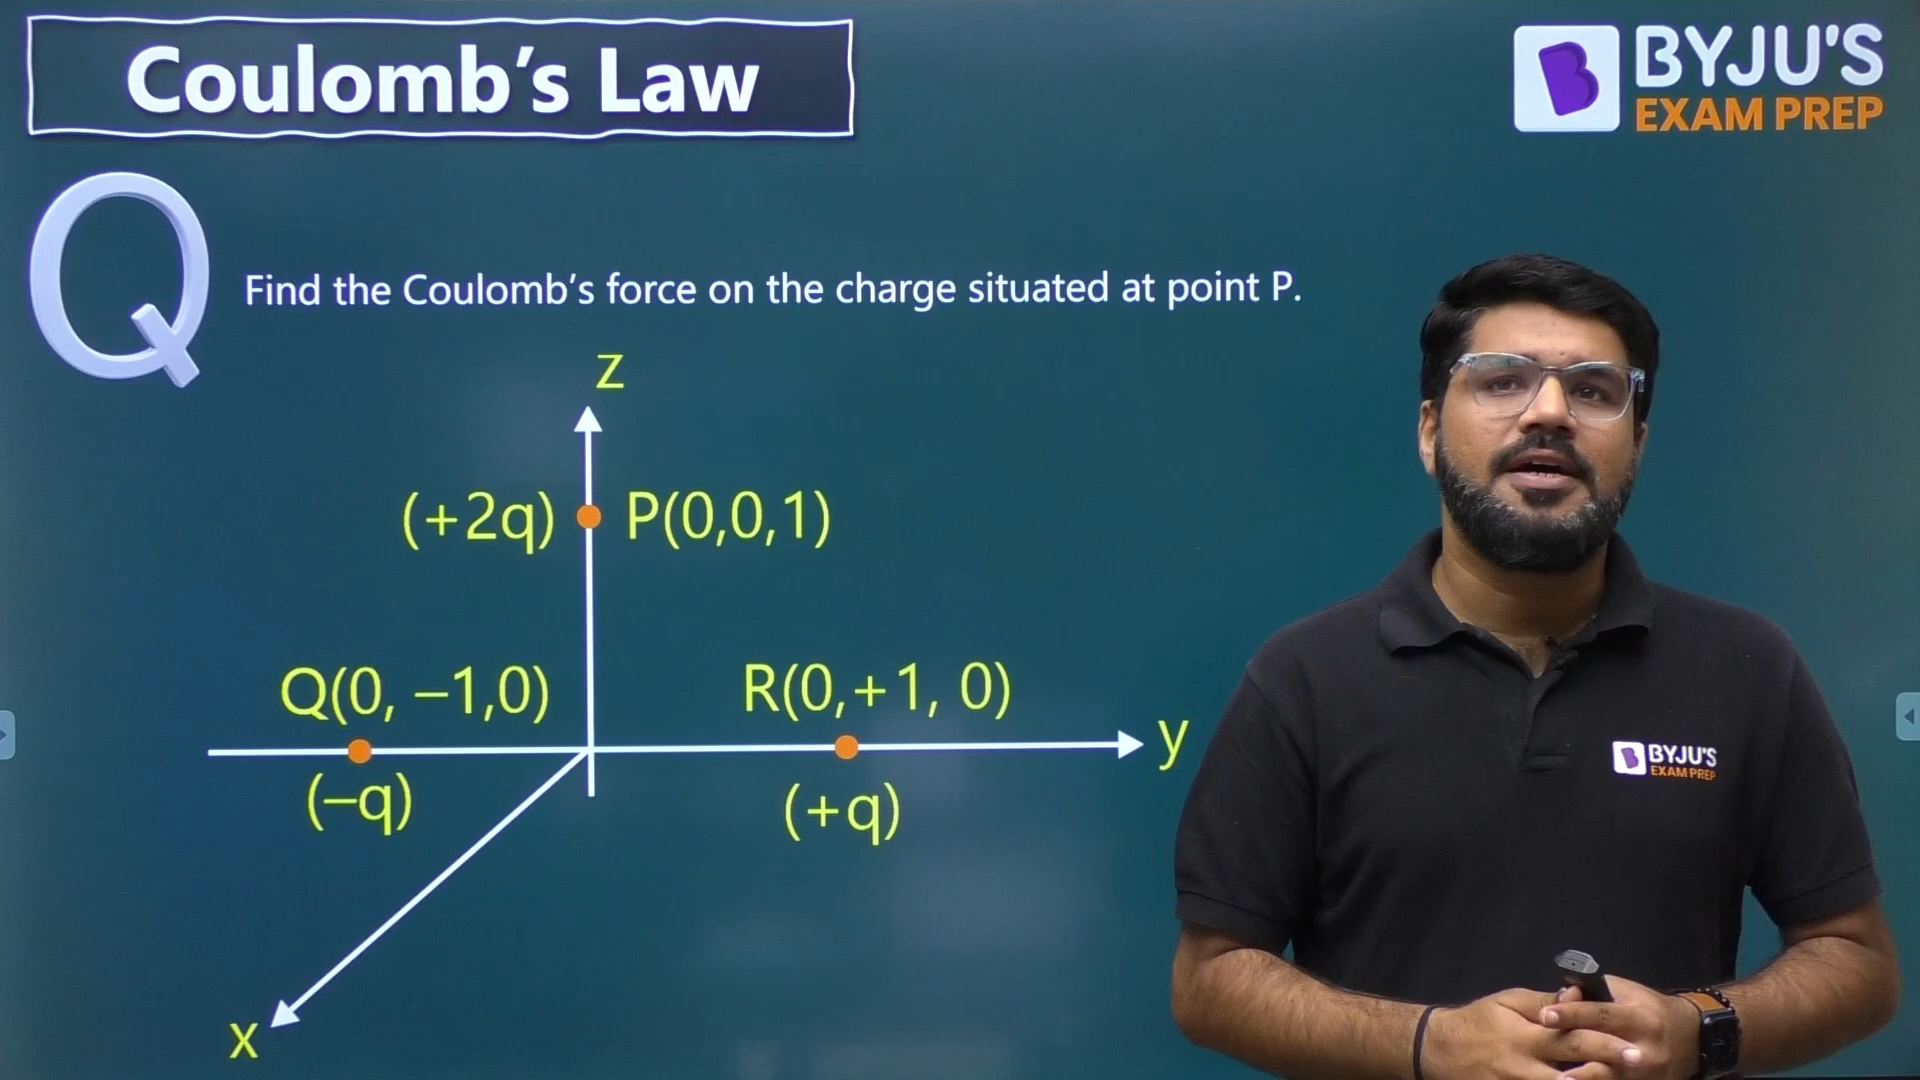 Coulomb’s Law
BYJU'S
EXAM PREP
Q
Find the Coulomb’s force on the charge situated at point P.
z
(+2q)
P(0,0,1)
Q(0, –1,0)
R(0,+1, 0)
y
(–q)
(+q)
x
BYJU'S
EXAM PREP